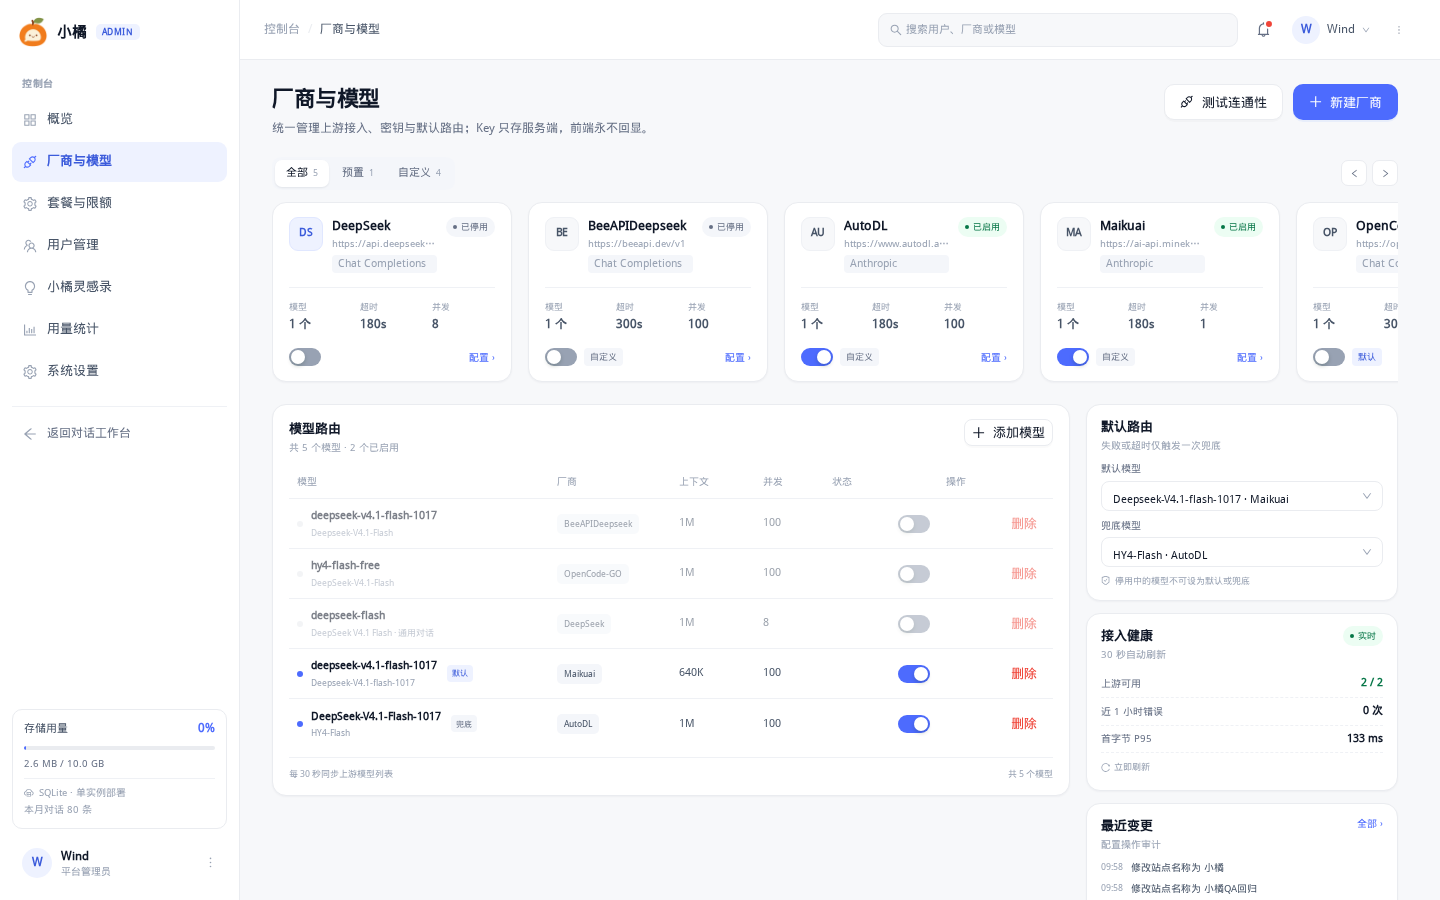 小橘 ADMIN
控制台
概览
厂商与模型
套餐与限额
用户管理
小橘灵感录
用量统计
系统设置
返回对话工作台
存储用量 0%
2.6 MB / 10.0 GB
SQLite · 单实例部署
本月对话 80 条
W Wind
平台管理员
控制台 / 厂商与模型
搜索用户、厂商或模型
W Wind
厂商与模型
统一管理上游接入、密钥与默认路由；Key 只存服务端，前端永不回显。
测试连通性
新建厂商
全部 5 预置 1 自定义 4
DS DeepSeek 已停用
https://api.deepseek···
Chat Completions
模型 超时 并发
1 个 180s 8
配置 ›
BE BeeAPIDeepseek 已停用
https://beeapi.dev/v1
Chat Completions
模型 超时 并发
1 个 300s 100
自定义 配置 ›
AU AutoDL 已启用
https://www.autodl.a···
Anthropic
模型 超时 并发
1 个 180s 100
自定义 配置 ›
MA Maikuai 已启用
https://ai-api.minek···
Anthropic
模型 超时 并发
1 个 180s 1
自定义 配置 ›
OP OpenC
https://op
Chat Co
模型 超时
1 个 30
默认
模型路由
共 5 个模型 · 2 个已启用
添加模型
模型 厂商 上下文 并发 状态 操作
deepseek-v4.1-flash-1017 BeeAPIDeepseek 1M 100 删除
Deepseek-V4.1-Flash
hy4-flash-free OpenCode-GO 1M 100 删除
DeepSeek-V4.1-Flash
deepseek-flash DeepSeek 1M 8 删除
DeepSeek V4.1 Flash · 通用对话
deepseek-v4.1-flash-1017 默认 Maikuai 640K 100 删除
Deepseek-V4.1-flash-1017
DeepSeek-V4.1-Flash-1017 兜底 AutoDL 1M 100 删除
HY4-Flash
每 30 秒同步上游模型列表 共 5 个模型
默认路由
失败或超时仅触发一次兜底
默认模型
Deepseek-V4.1-flash-1017 · Maikuai
兜底模型
HY4-Flash · AutoDL
停用中的模型不可设为默认或兜底
接入健康 实时
30 秒自动刷新
上游可用 2 / 2
近 1 小时错误 0 次
首字节 P95 133 ms
立即刷新
最近变更 全部 ›
配置操作审计
09:58 修改站点名称为 小橘
09:58 修改站点名称为 小橘QA回归